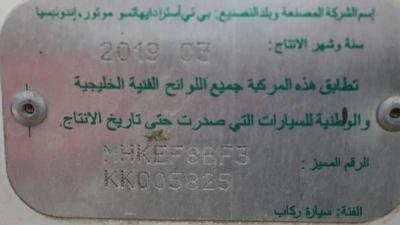 إسم الشركة المصنعة وبلد التصنيع: بي تي أسترا دايهاتسو موتور، إندونيسيا
سنة وشهر الانتاج: 2019 03
تطابق هذه المركبة جميع اللوائح الفنية الخليجية
والوطنية للسيارات التي صدرت حتى تاريخ الانتاج.
MHKEF8BF3
الرقم المميز: KK005825
الفئة: سيارة ركاب